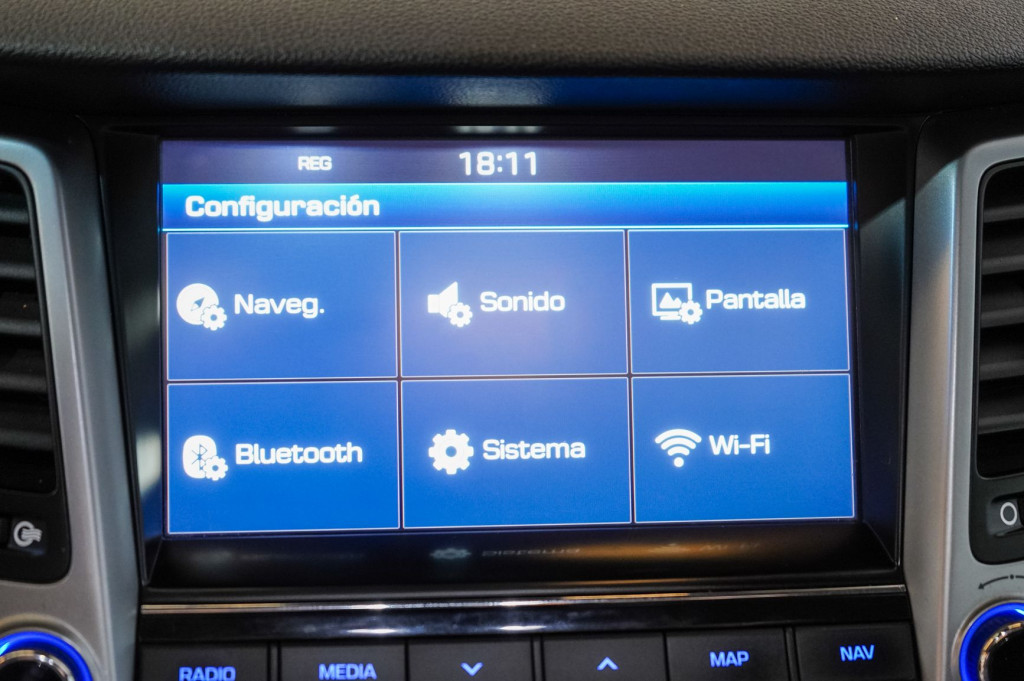 REG 18:11
Configuración
Naveg. Sonido Pantalla
Bluetooth Sistema Wi-Fi
RADIO MEDIA MAP NAV